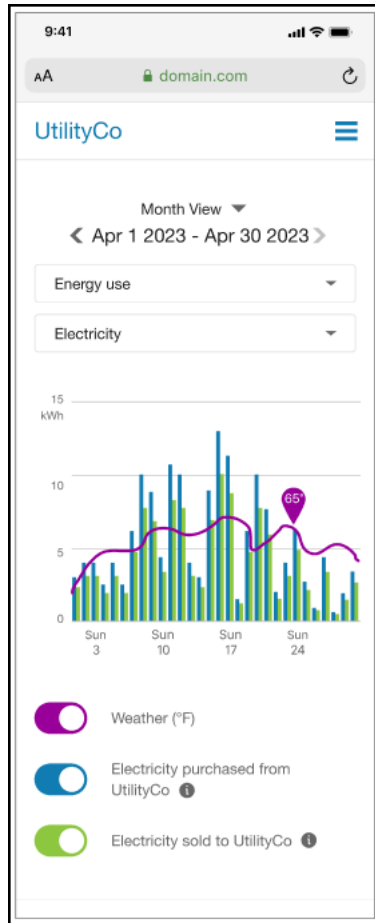 9:41
AA domain.com
UtilityCo
Month View
Apr 1 2023 - Apr 30 2023
Energy use
Electricity
15
kWh
10
65°
5
0
Sun Sun Sun Sun
3 10 17 24
Weather (°F)
Electricity purchased from
UtilityCo i
Electricity sold to UtilityCo i